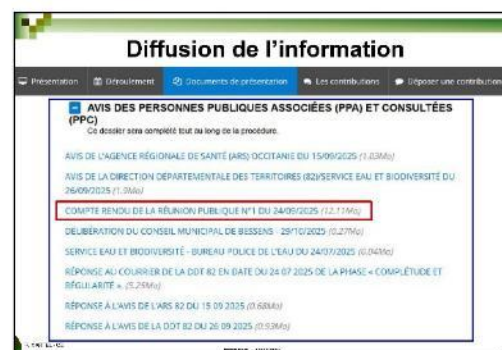 Diffusion de l'information
Présentation
Déroulement
Documents de présentation
Les contributions
Déposer une contribution
AVIS DES PERSONNES PUBLIQUES ASSOCIÉES (PPA) ET CONSULTÉES
(PPC)
Ce dossier sera complété tout au long de la procédure.
AVIS DE L'AGENCE RÉGIONALE DE SANTÉ (ARS) OCCITANIE DU 15/09/2025 (1.03Mo)
AVIS DE LA DIRECTION DÉPARTEMENTALE DES TERRITOIRES (82)/SERVICE EAU ET BIODIVERSITÉ DU
26/09/2025 (1.9Mo)
COMPTE RENDU DE LA RÉUNION PUBLIQUE N°1 DU 24/09/2025 (12.11Mo)
DÉLIBÉRATION DU CONSEIL MUNICIPAL DE BESSENS - 29/10/2025 (0.27Mo)
SERVICE EAU ET BIODIVERSITÉ - BUREAU POLICE DE L'EAU DU 24/07/2025 (0.04Mo)
RÉPONSE AU COURRIER DE LA DDT 82 EN DATE DU 24 07 2025 DE LA PHASE « COMPLÉTUDE ET
RÉGULARITÉ ». (5.25Mo)
RÉPONSE À L'AVIS DE L'ARS 82 DU 15 09 2025 (0.68Mo)
RÉPONSE À L'AVIS DE LA DDT 82 DU 26 09 2025 (0.93Mo)